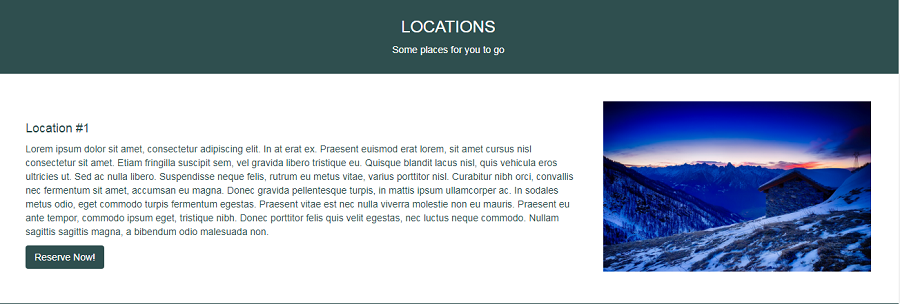 LOCATIONS
Some places for you to go
Location #1
Lorem ipsum dolor sit amet, consectetur adipiscing elit. In at erat ex. Praesent euismod erat lorem, sit amet cursus nisl
consectetur sit amet. Etiam fringilla suscipit sem, vel gravida libero tristique eu. Quisque blandit lacus nisl, quis vehicula eros
ultricies ut. Sed ac nulla libero. Suspendisse neque felis, rutrum eu metus vitae, varius porttitor nisl. Curabitur nibh orci, convallis
nec fermentum sit amet, accumsan eu magna. Donec gravida pellentesque turpis, in mattis ipsum ullamcorper ac. In sodales
metus odio, eget commodo turpis fermentum egestas. Praesent vitae est nec nulla viverra molestie non eu mauris. Praesent eu
ante tempor, commodo ipsum eget, tristique nibh. Donec porttitor felis quis velit egestas, nec luctus neque commodo. Nullam
sagittis sagittis magna, a bibendum odio malesuada non.
Reserve Now!